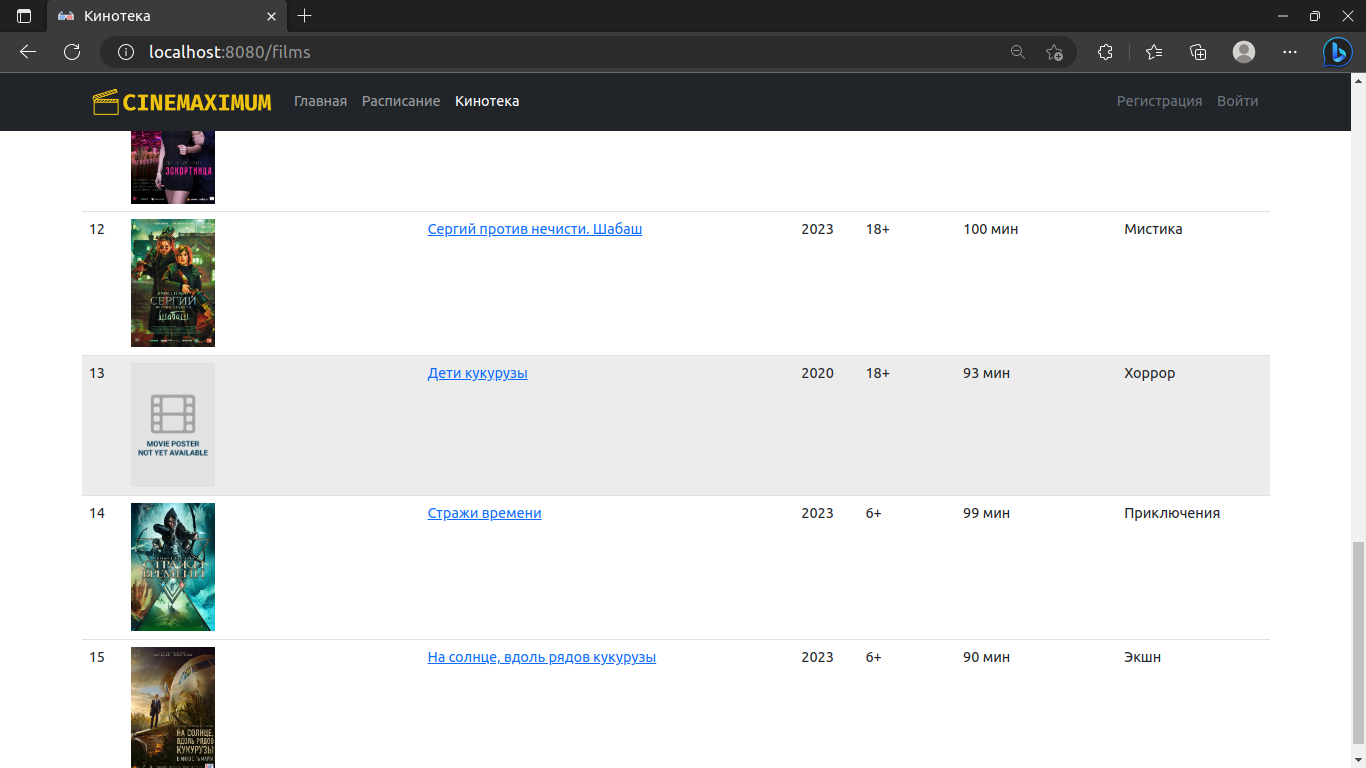 Кинотека
localhost:8080/films
CINEMAXIMUM Главная Расписание Кинотека Регистрация Войти
ЭСКОРТНИЦА
12 Сергий против нечисти. Шабаш 2023 18+ 100 мин Мистика
СЕРГИЙ
Шабаш
13 Дети кукурузы 2020 18+ 93 мин Хоррор
MOVIE POSTER
NOT YET AVAILABLE
14 Стражи времени 2023 6+ 99 мин Приключения
СТРАЖИ
ВРЕМЕНИ
15 На солнце, вдоль рядов кукурузы 2023 6+ 90 мин Экшн
НА СОЛНЦЕ,
ВДОЛЬ РЯДОВ
КУКУРУЗЫ